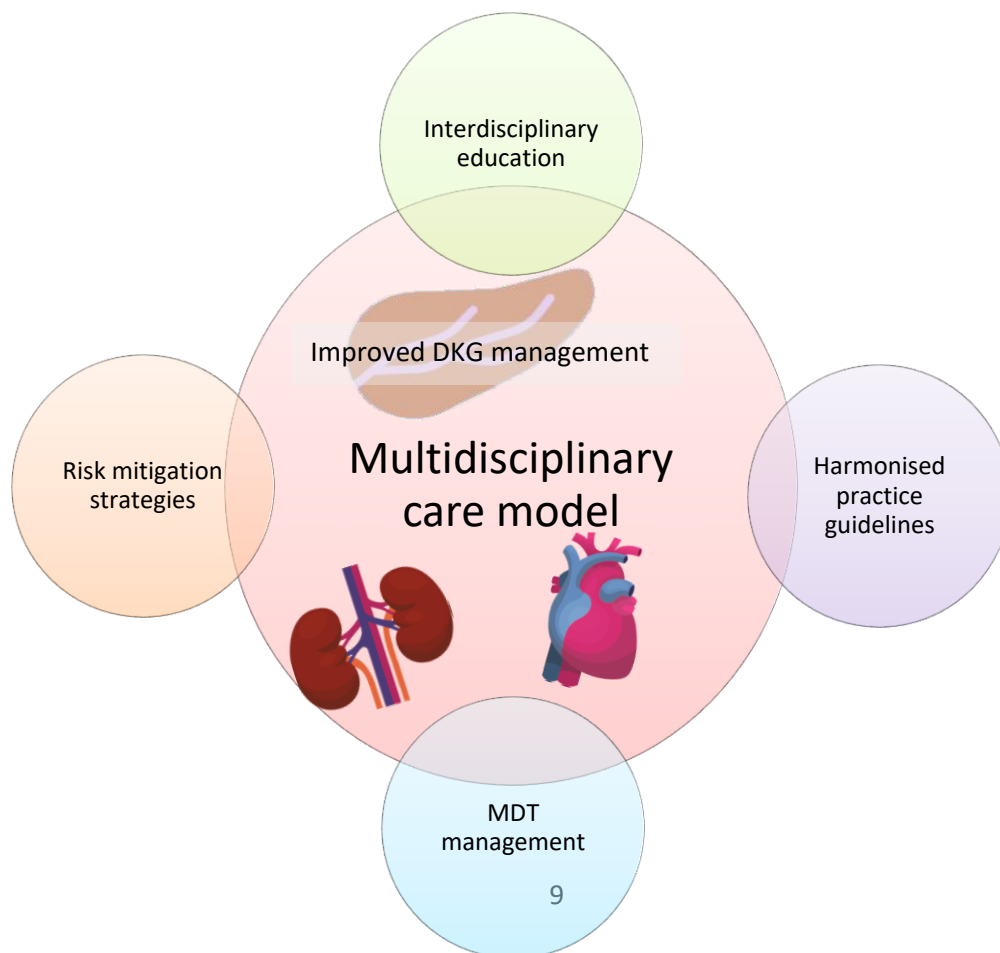 Interdisciplinary
education
Improved DKG management
Multidisciplinary
care model
Risk mitigation
strategies
Harmonised
practice
guidelines
MDT
management
9